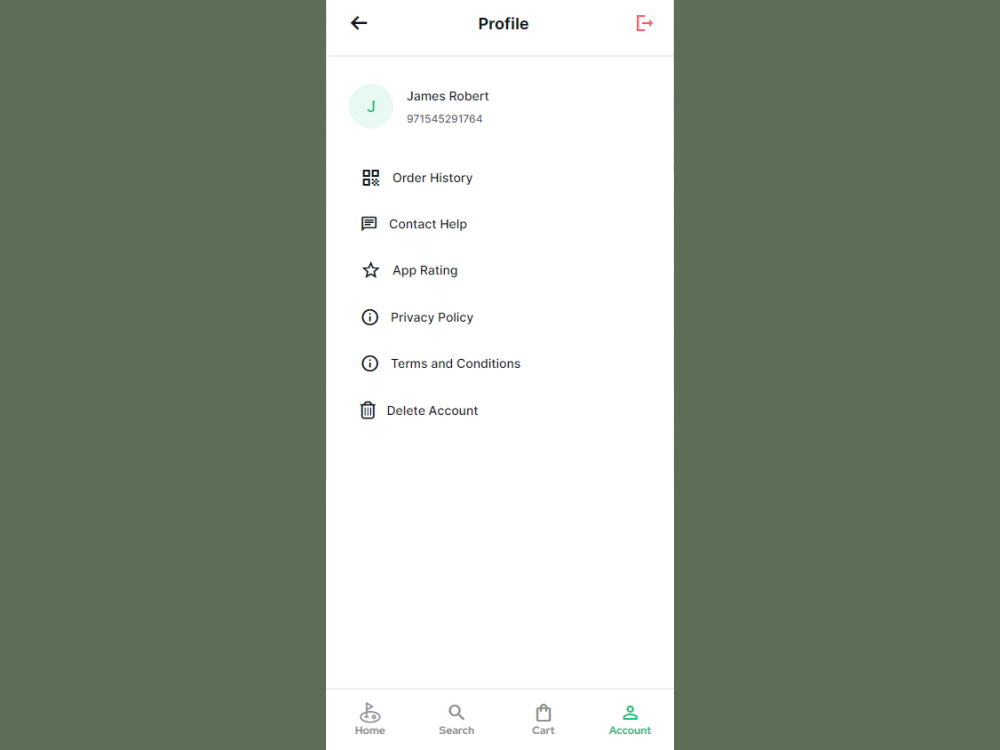 Profile
J
James Robert
971545291764
Order History
Contact Help
App Rating
Privacy Policy
Terms and Conditions
Delete Account
Home
Search
Cart
Account